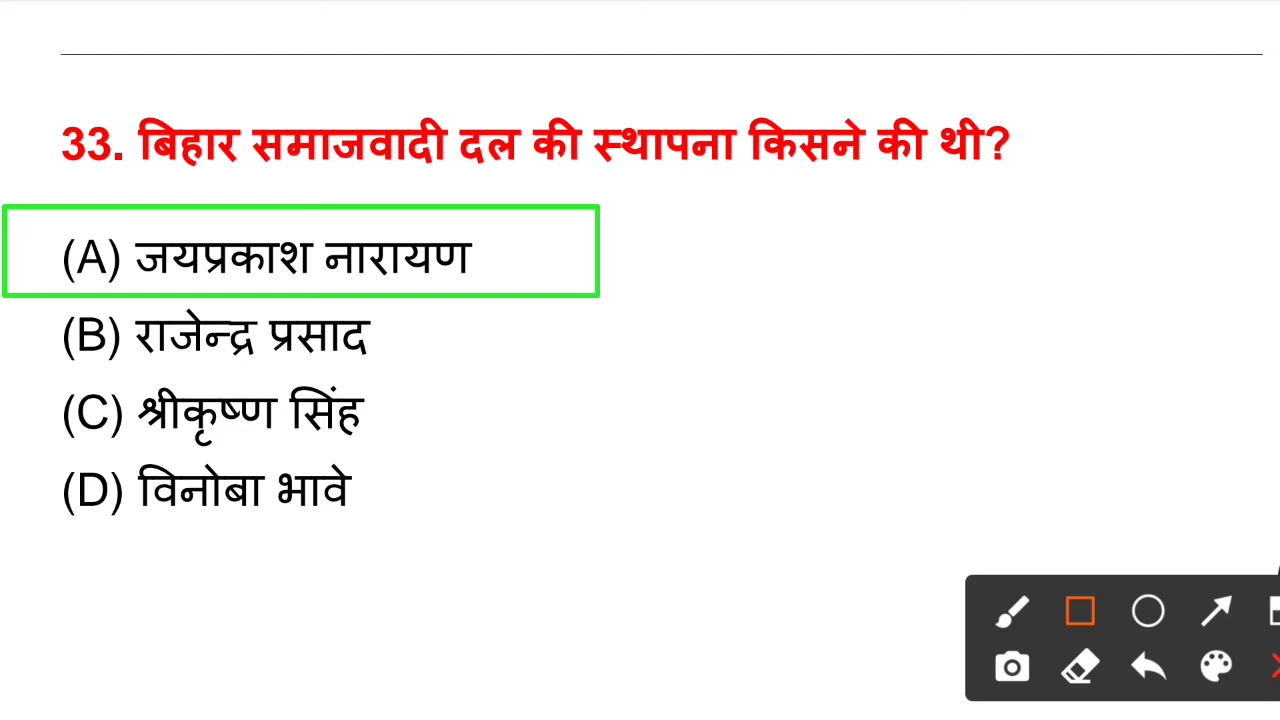 33. बिहार समाजवादी दल की स्थापना किसने की थी?
(A) जयप्रकाश नारायण
(B) राजेन्द्र प्रसाद
(C) श्रीकृष्ण सिंह
(D) विनोबा भावे